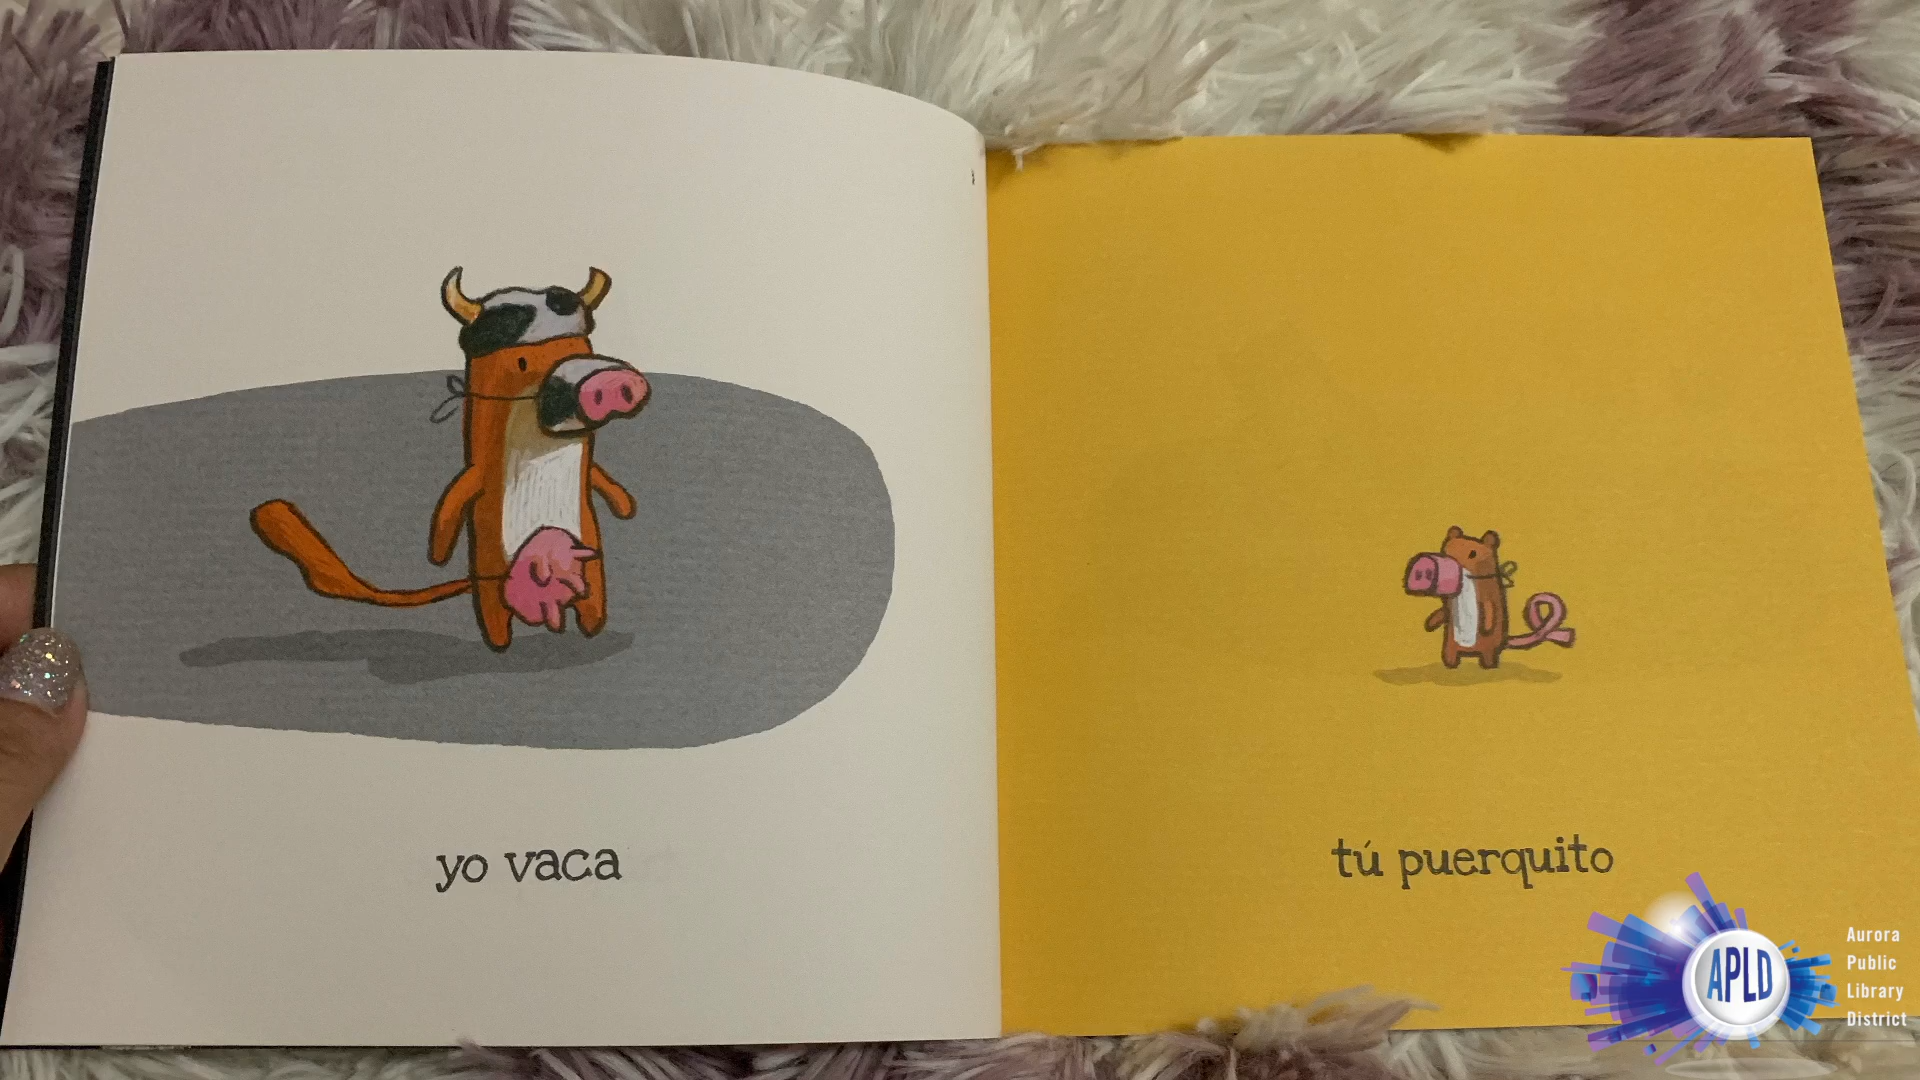 yo vaca
tú puerquito
APLD
Aurora
Public
Library
District